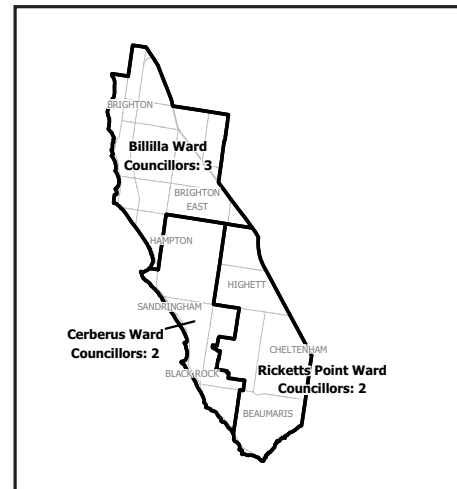 BRIGHTON
Billilla Ward
Councillors: 3
BRIGHTON
EAST
HAMPTON
HIGHETT
SANDRINGHAM
Cerberus Ward
Councillors: 2
CHELTENHAM
BLACK ROCK
Ricketts Point Ward
Councillors: 2
BEAUMARIS